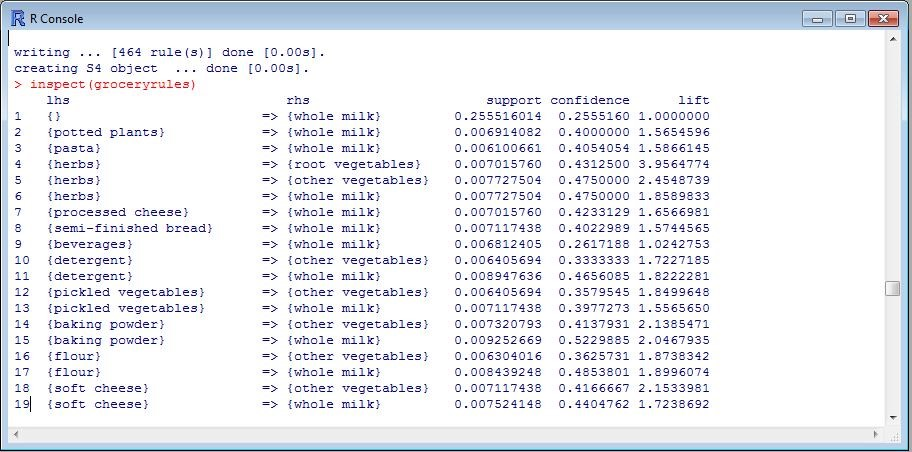 R Console
writing ... [464 rule(s)] done [0.00s].
creating S4 object  ... done [0.00s].
> inspect(groceryrules)
   lhs                        rhs                      support confidence      lift
1  {}                      => {whole milk}         0.255516014  0.2555160 1.0000000
2  {potted plants}         => {whole milk}         0.006914082  0.4000000 1.5654596
3  {pasta}                 => {whole milk}         0.006100661  0.4054054 1.5866145
4  {herbs}                 => {root vegetables}    0.007015760  0.4312500 3.9564774
5  {herbs}                 => {other vegetables}   0.007727504  0.4750000 2.4548739
6  {herbs}                 => {whole milk}         0.007727504  0.4750000 1.8589833
7  {processed cheese}      => {whole milk}         0.007015760  0.4233129 1.6566981
8  {semi-finished bread}   => {whole milk}         0.007117438  0.4022989 1.5744565
9  {beverages}             => {whole milk}         0.006812405  0.2617188 1.0242753
10 {detergent}             => {other vegetables}   0.006405694  0.3333333 1.7227185
11 {detergent}             => {whole milk}         0.008947636  0.4656085 1.8222281
12 {pickled vegetables}    => {other vegetables}   0.006405694  0.3579545 1.8499648
13 {pickled vegetables}    => {whole milk}         0.007117438  0.3977273 1.5565650
14 {baking powder}         => {other vegetables}   0.007320793  0.4137931 2.1385471
15 {baking powder}         => {whole milk}         0.009252669  0.5229885 2.0467935
16 {flour}                 => {other vegetables}   0.006304016  0.3625731 1.8738342
17 {flour}                 => {whole milk}         0.008439248  0.4853801 1.8996074
18 {soft cheese}           => {other vegetables}   0.007117438  0.4166667 2.1533981
19 {soft cheese}           => {whole milk}         0.007524148  0.4404762 1.7238692